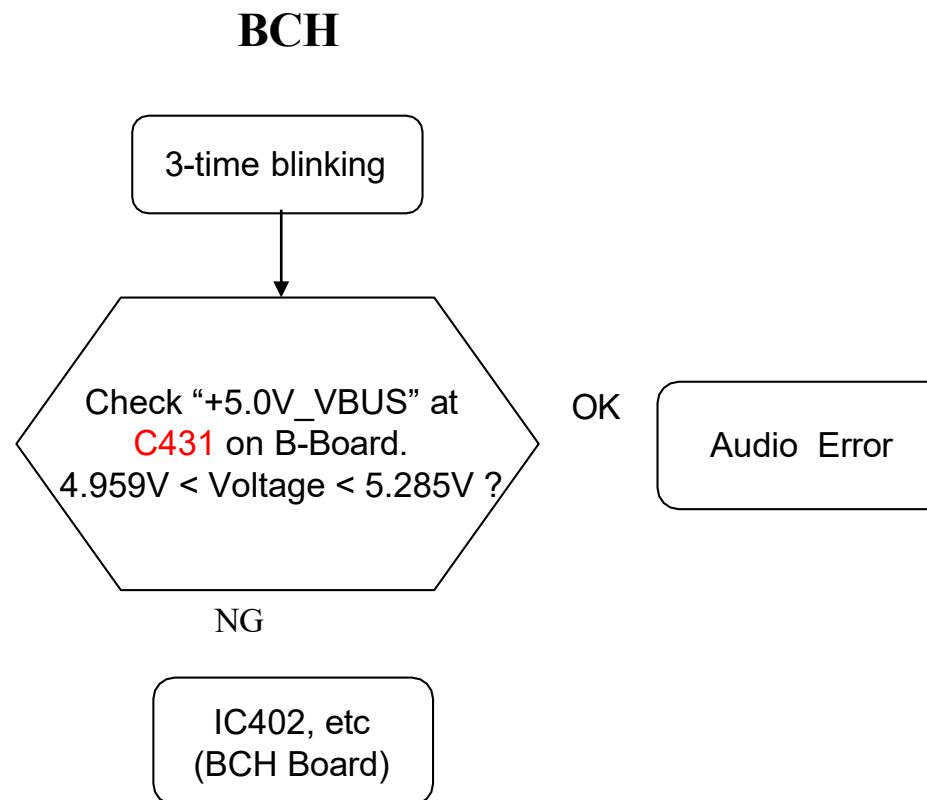 BCH
3-time blinking
Check “+5.0V_VBUS” at
C431 on B-Board.
4.959V < Voltage < 5.285V ?
OK
Audio  Error
NG
IC402, etc
(BCH Board)